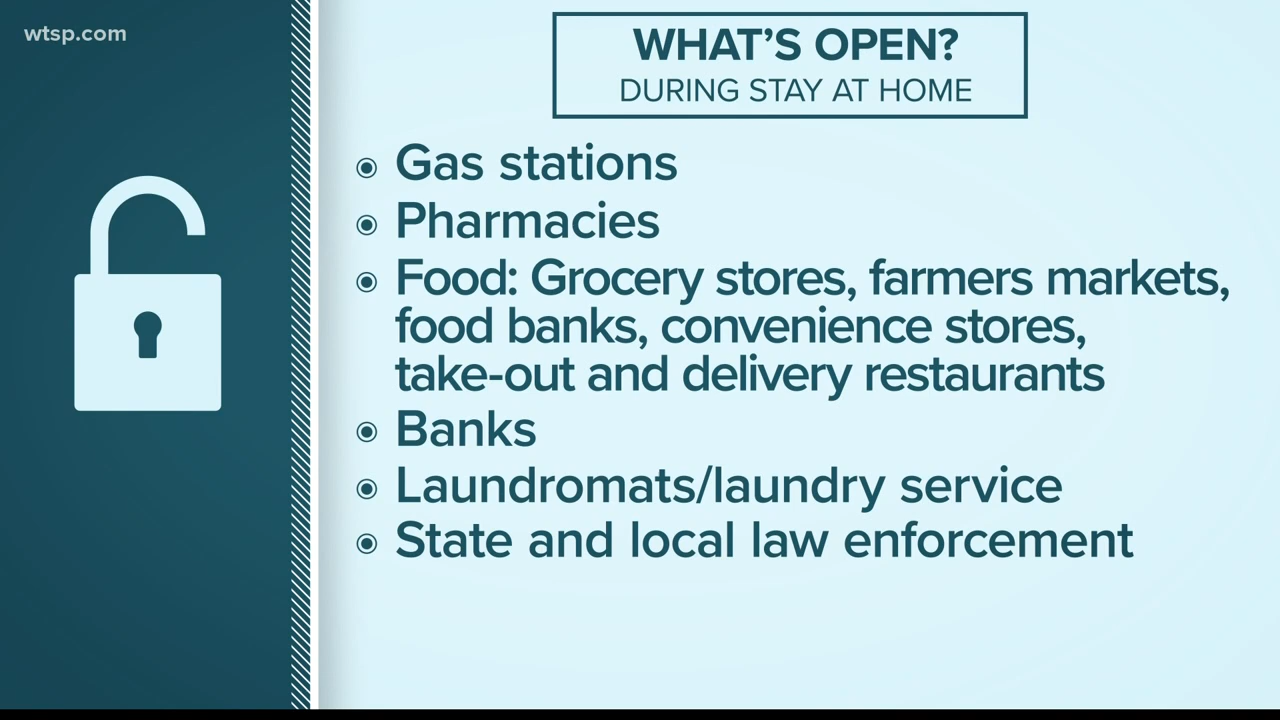 wtsp.com
WHAT'S OPEN?
DURING STAY AT HOME
Gas stations
Pharmacies
Food: Grocery stores, farmers markets,
food banks, convenience stores,
take-out and delivery restaurants
Banks
Laundromats/laundry service
State and local law enforcement